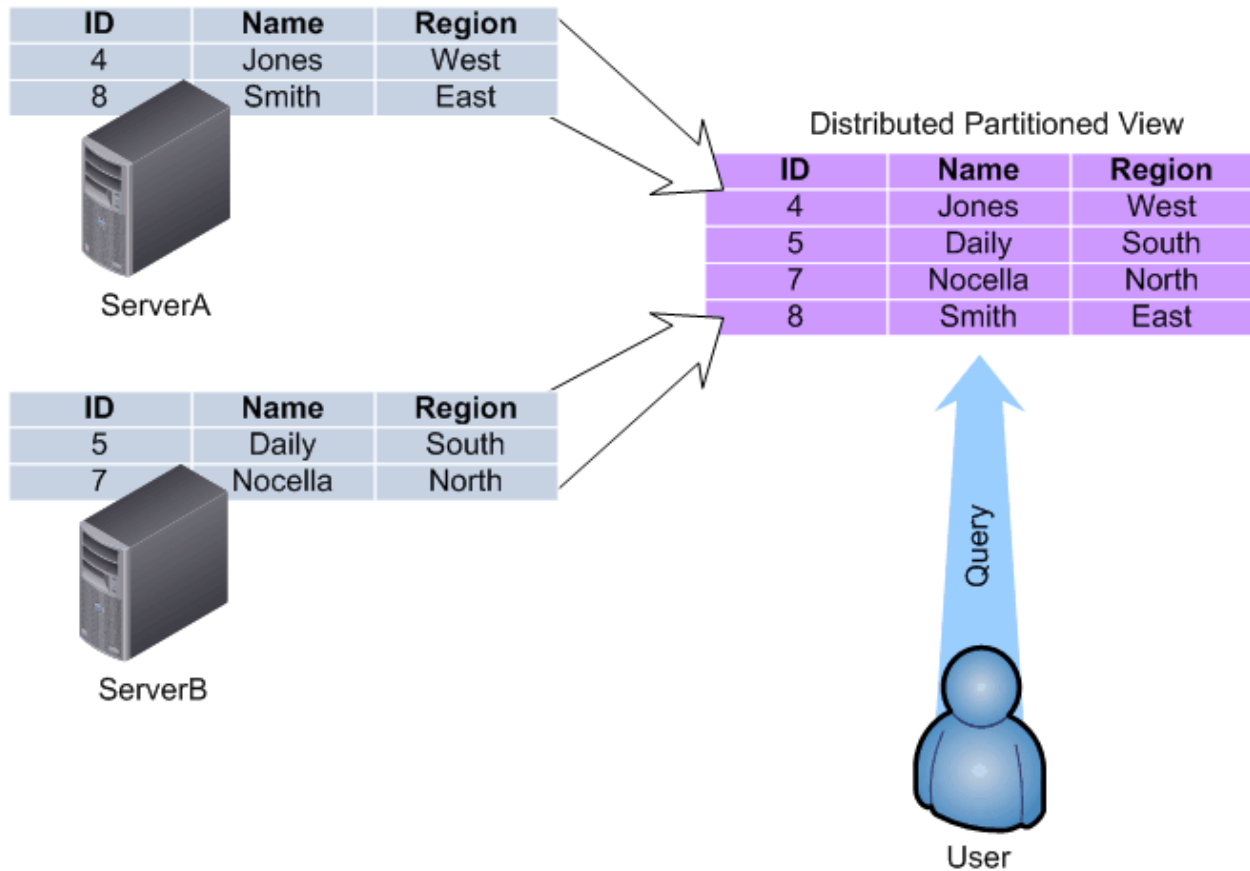 ID Name Region
4 Jones West
8 Smith East
ServerA
Distributed Partitioned View
ID Name Region
4 Jones West
5 Daily South
7 Nocella North
8 Smith East
ID Name Region
5 Daily South
7 Nocella North
ServerB
Query
User